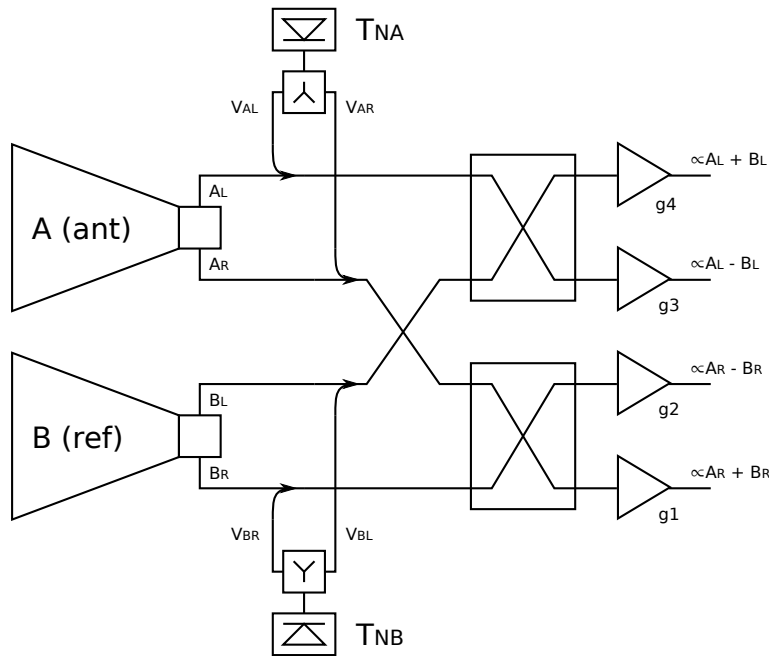 TNA
VAL VAR
∝AL + BL
AL
g4
A (ant)
AR
∝AL - BL
g3
∝AR - BR
BL
g2
B (ref)
BR
∝AR + BR
g1
VBR VBL
TNB